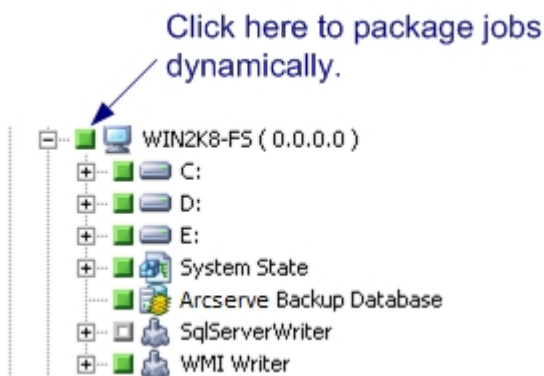 Click here to package jobs
dynamically.
WIN2K8-FS ( 0.0.0.0 )
C:
D:
E:
System State
Arcserve Backup Database
SqlServerWriter
WMI Writer